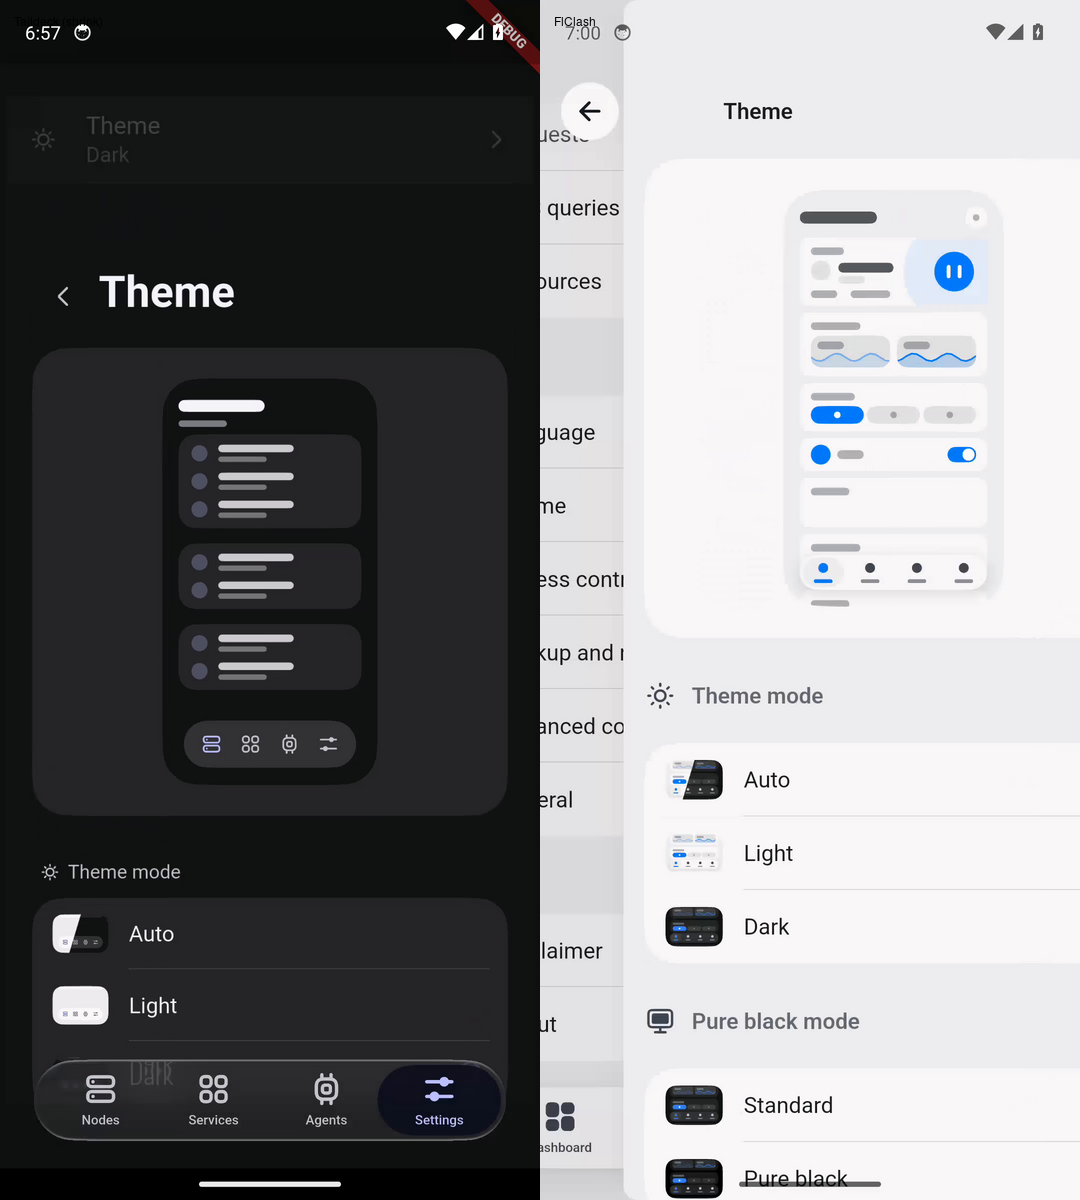 6:57
DEBUG
Theme
Dark
Theme
Theme mode
Auto
Light
Dark
Nodes
Services
Agents
Settings
FlClash
7:00
Theme
queries
ources
guage
me
ess contr
kup and r
anced co
eral
laimer
ut
ashboard
Theme mode
Auto
Light
Dark
Pure black mode
Standard
Pure black